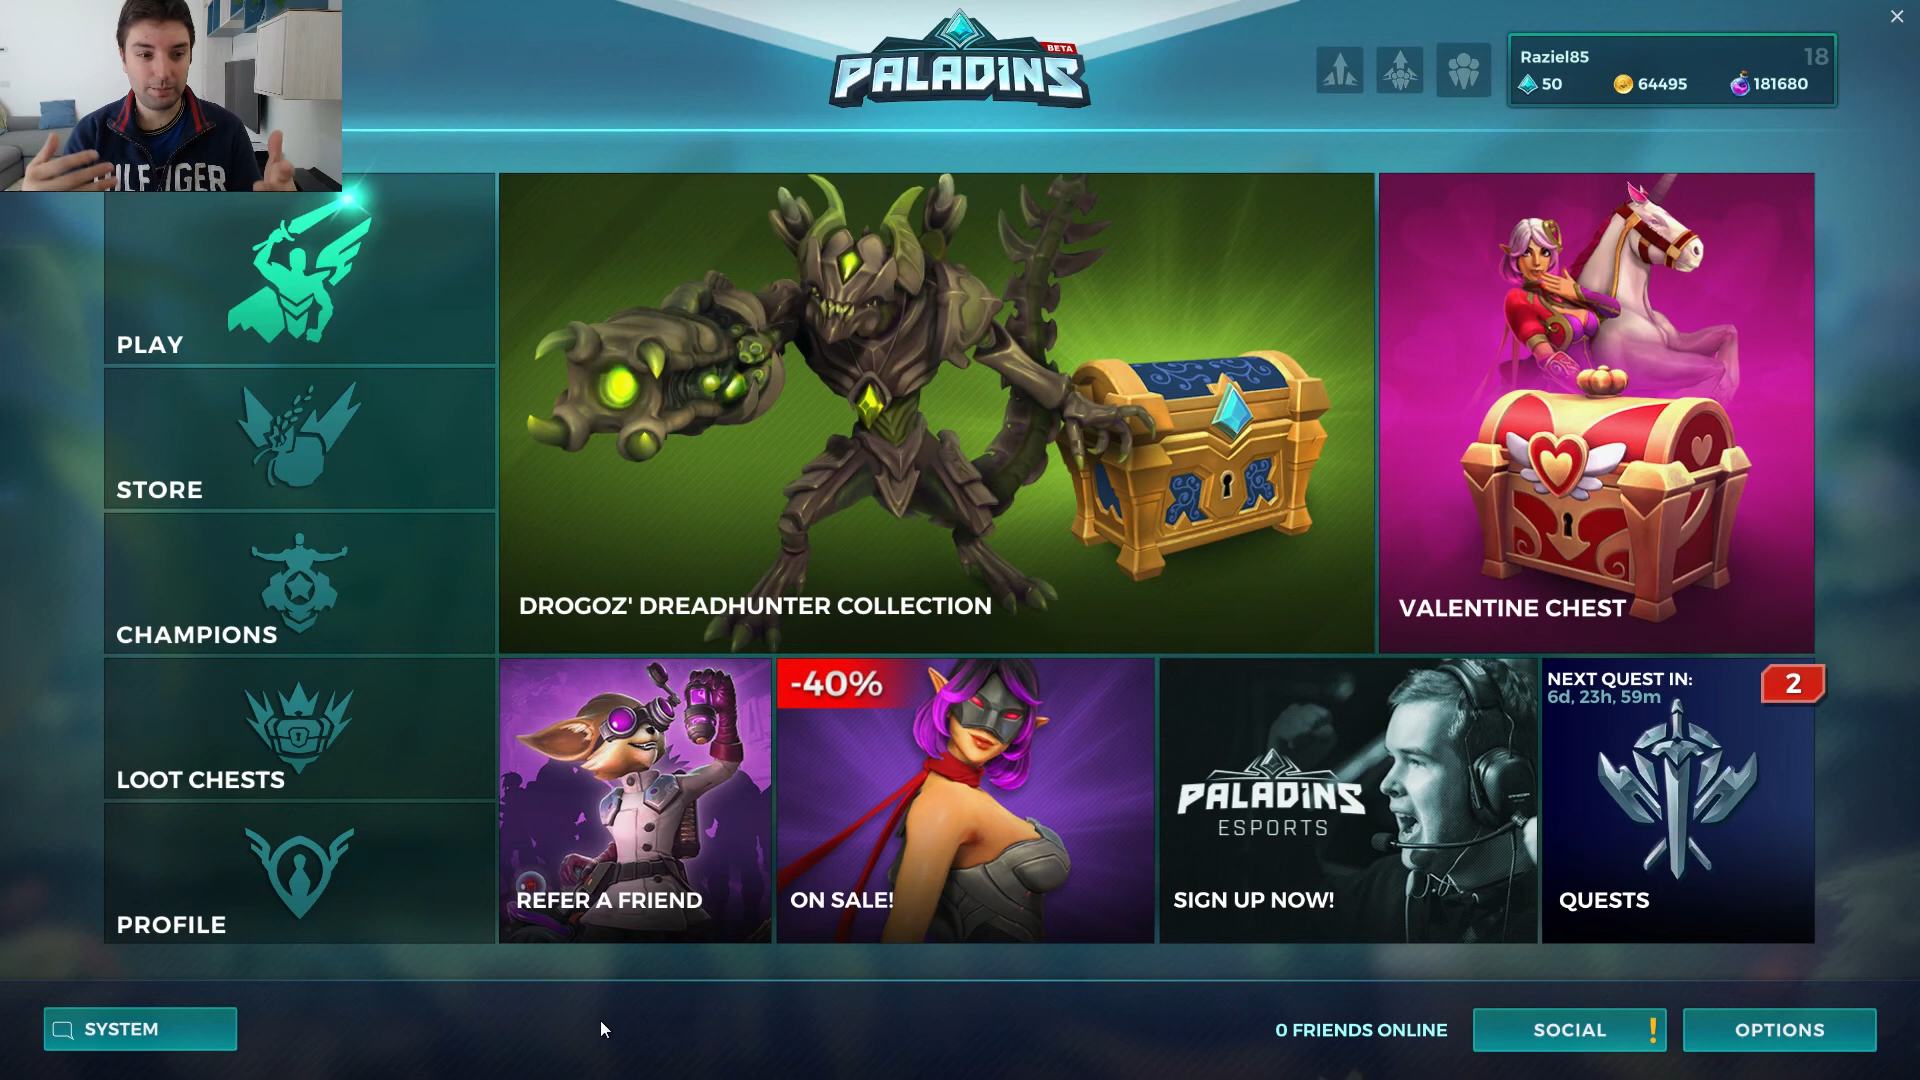 BETA
PALADINS
Raziel85
18
50
64495
181680
PLAY
STORE
CHAMPIONS
LOOT CHESTS
PROFILE
DROGOZ' DREADHUNTER COLLECTION
VALENTINE CHEST
REFER A FRIEND
-40%
ON SALE!
PALADINS
ESPORTS
SIGN UP NOW!
NEXT QUEST IN:
6d, 23h, 59m
2
QUESTS
SYSTEM
0 FRIENDS ONLINE
SOCIAL !
OPTIONS